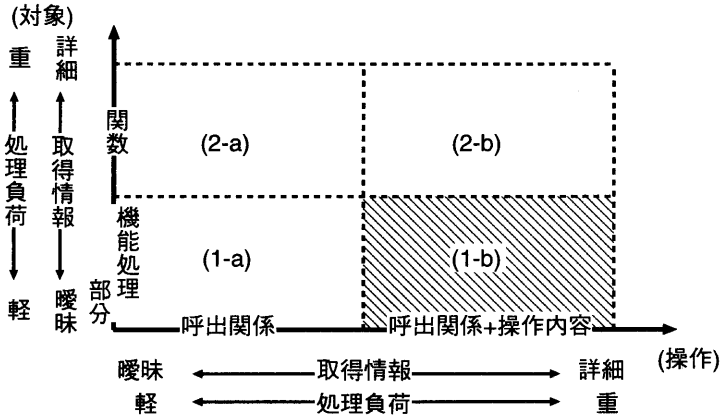 (対象)
重
詳細
処理負荷
取得情報
軽
曖昧
関数
機能処理
部分
(2-a)
(2-b)
(1-a)
(1-b)
呼出関係
呼出関係+操作内容
(操作)
曖昧
取得情報
詳細
軽
処理負荷
重